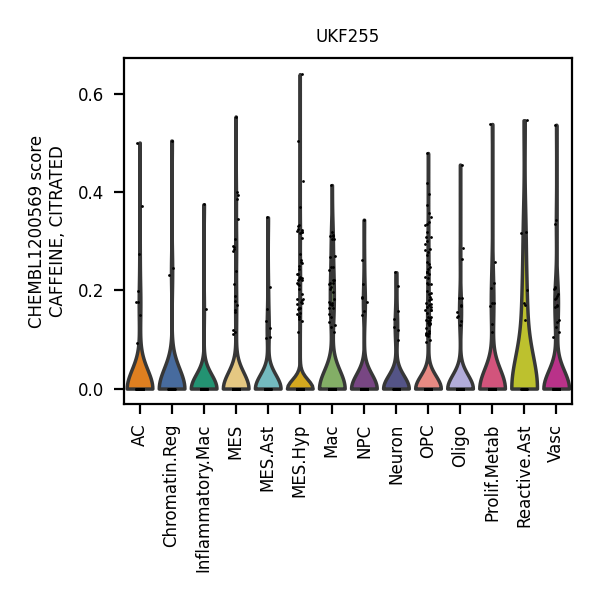 UKF255
CHEMBL1200569 score
CAFFEINE, CITRATED
0.6
0.4
0.2
0.0
AC
Chromatin.Reg
Inflammatory.Mac
MES
MES.Ast
MES.Hyp
Mac
NPC
Neuron
OPC
Oligo
Prolif.Metab
Reactive.Ast
Vasc